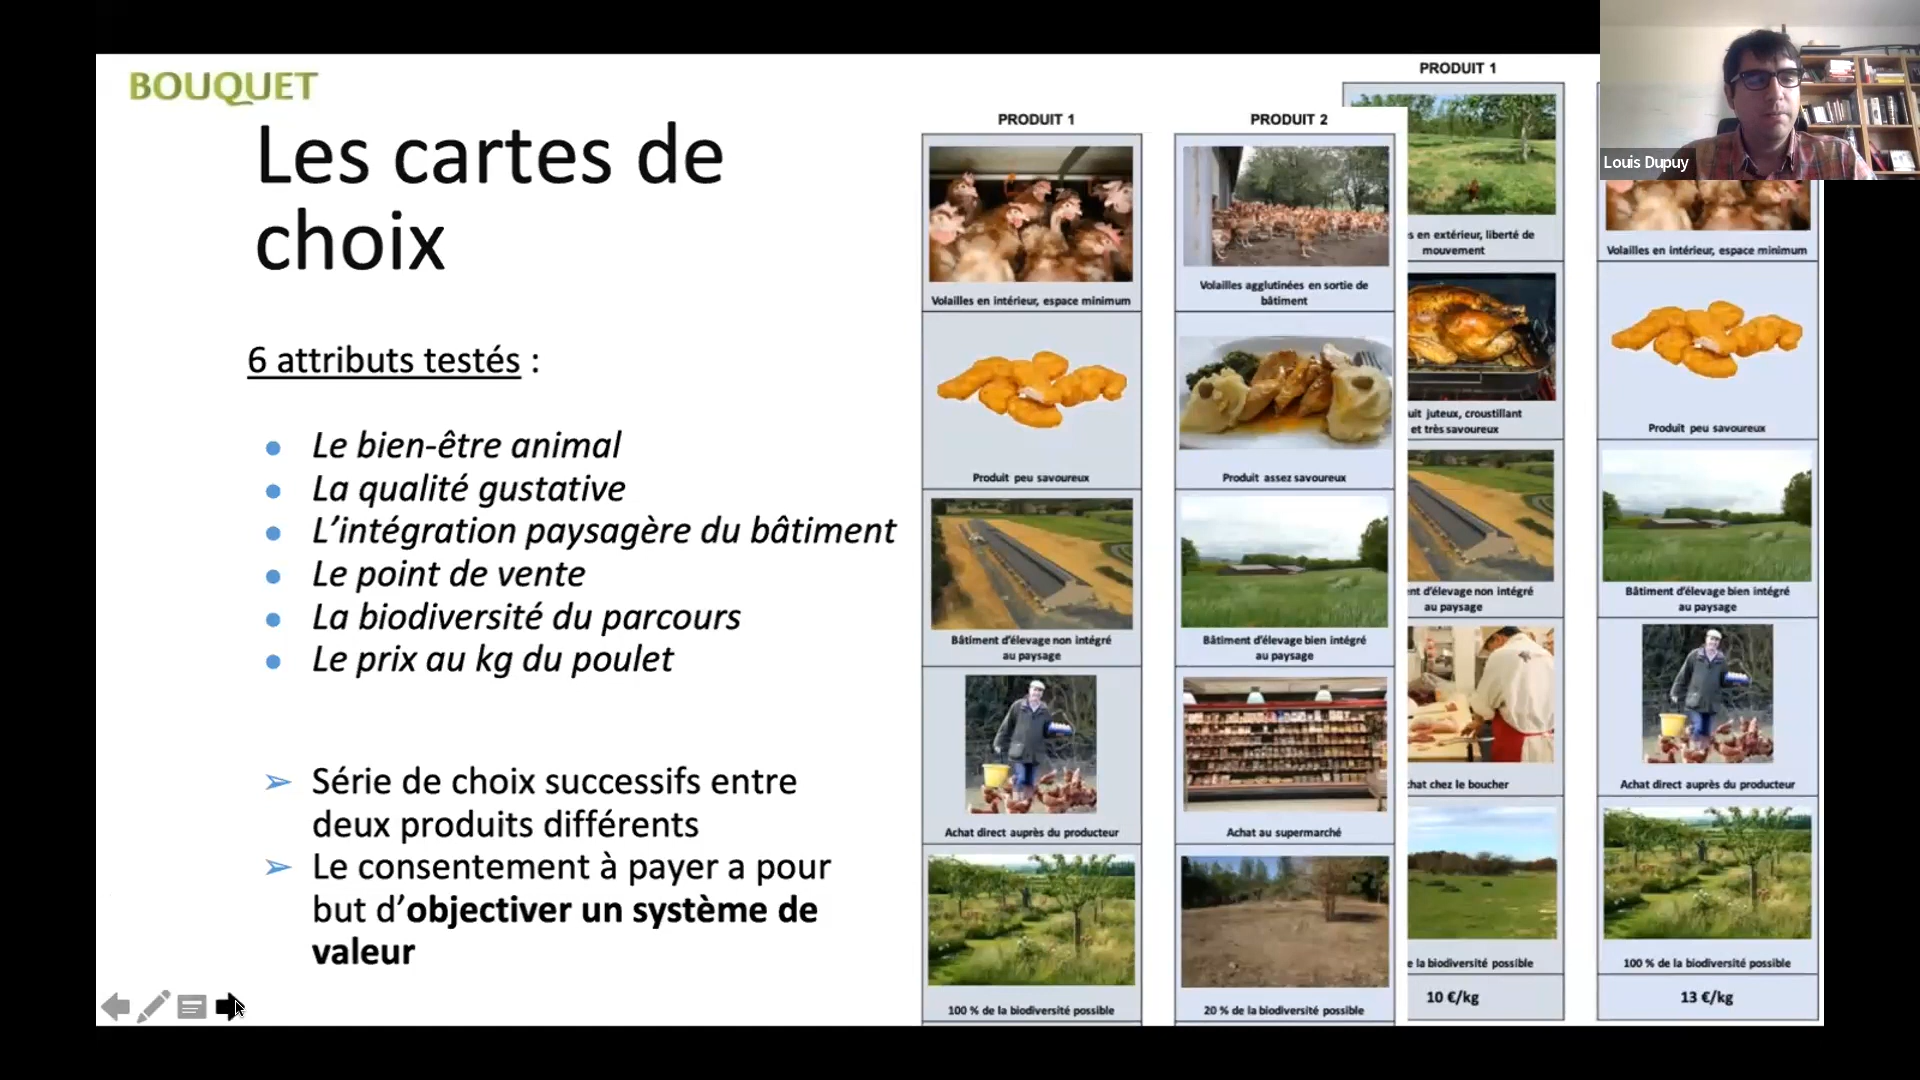 BOUQUET
Les cartes de
choix
6 attributs testés :
Le bien-être animal
La qualité gustative
L'intégration paysagère du bâtiment
Le point de vente
La biodiversité du parcours
Le prix au kg du poulet
➢ Série de choix successifs entre
deux produits différents
➢ Le consentement à payer a pour
but d'objectiver un système de
valeur
PRODUIT 1
Volailles en intérieur, espace minimum
Produit peu savoureux
Bâtiment d'élevage non intégré
au paysage
Achat direct auprès du producteur
100 % de la biodiversité possible
PRODUIT 2
Volailles agglutinées en sortie de
bâtiment
Produit assez savoureux
Bâtiment d'élevage bien intégré
au paysage
Achat au supermarché
20 % de la biodiversité possible
PRODUIT 1
en extérieur, liberté de
mouvement
juteux, croustillant
et très savoureux
d'élevage non intégré
au paysage
chez le boucher
la biodiversité possible
10 €/kg
Volailles en intérieur, espace minimum
Produit peu savoureux
Bâtiment d'élevage bien intégré
au paysage
Achat direct auprès du producteur
100 % de la biodiversité possible
13 €/kg
Louis Dupuy